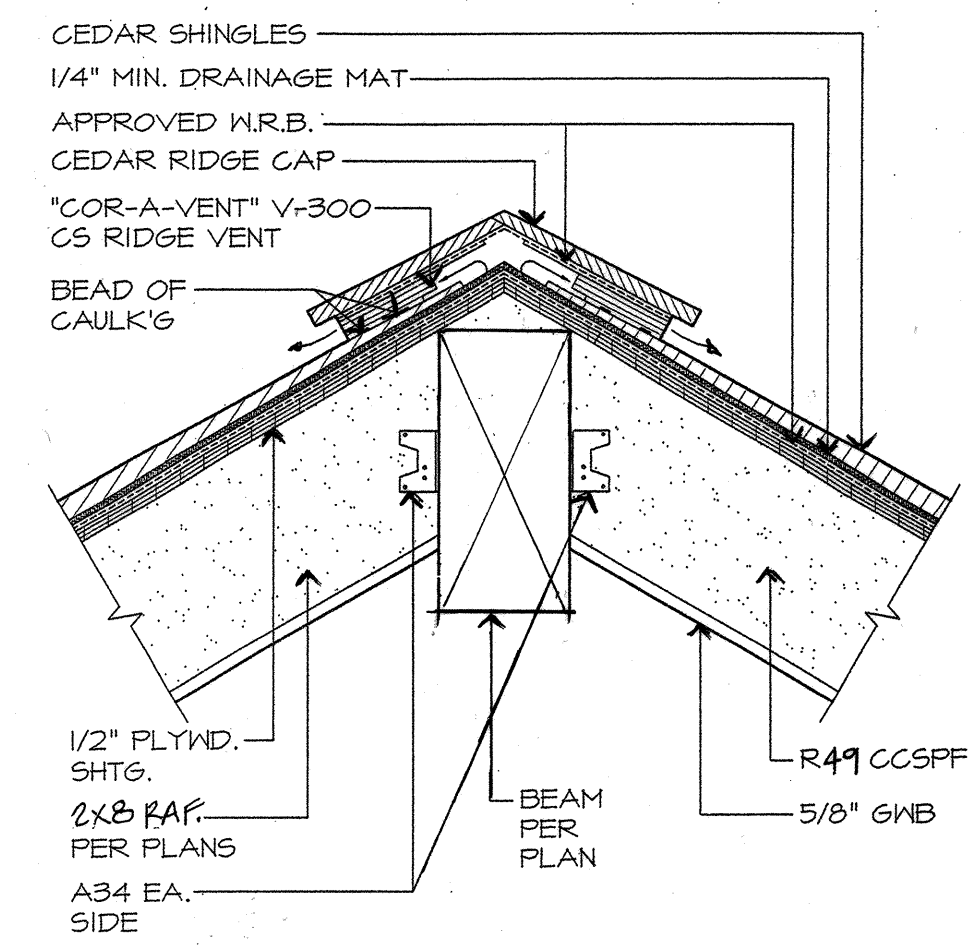 CEDAR SHINGLES
1/4" MIN. DRAINAGE MAT
APPROVED W.R.B.
CEDAR RIDGE CAP
"COR-A-VENT" V-300
CS RIDGE VENT
BEAD OF
CAULK'G
1/2" PLYWD.
SHTG.
2X8 RAF.
PER PLANS
A34 EA.
SIDE
BEAM
PER
PLAN
R49 CCSPF
5/8" GWB